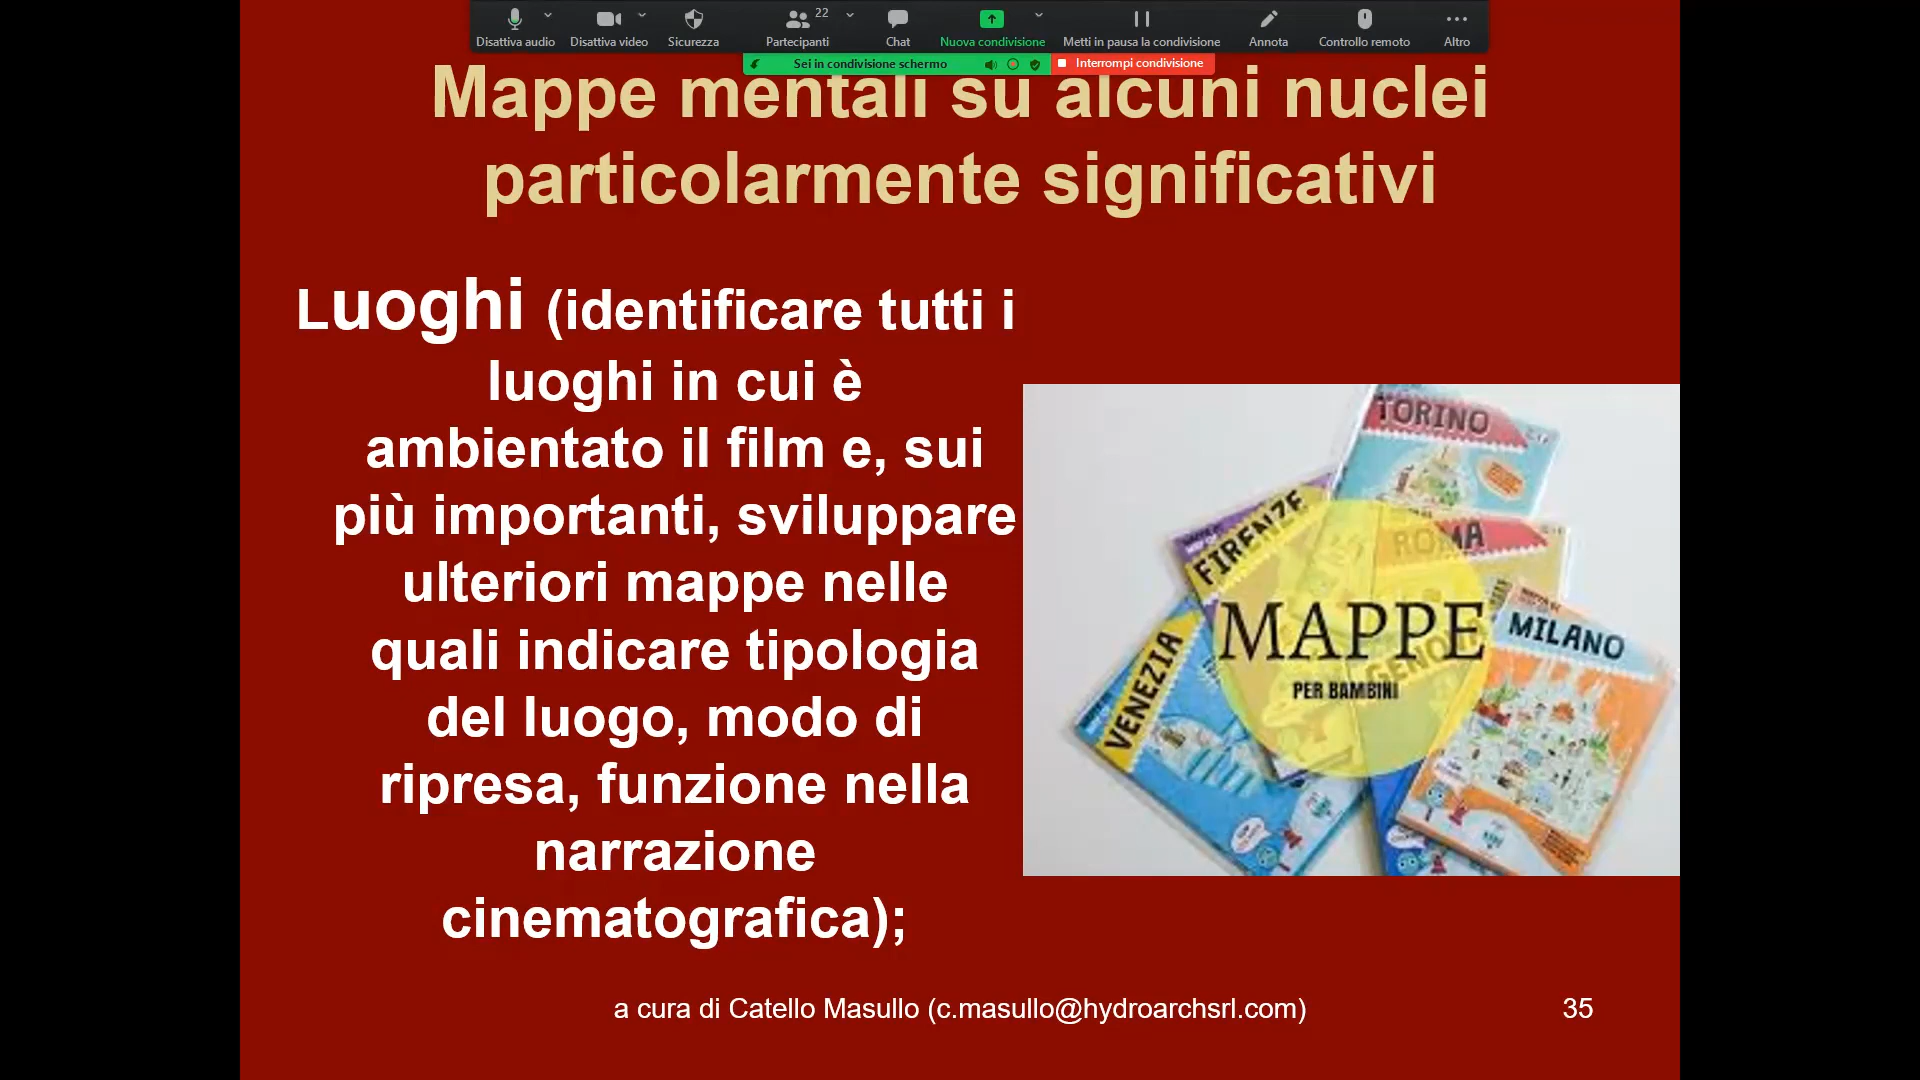 Disattiva audio Disattiva video Sicurezza Partecipanti 22 Chat Nuova condivisione Metti in pausa la condivisione Annota Controllo remoto Altro
Sei in condivisione schermo Interrompi condivisione
Mappe mentali su alcuni nuclei
particolarmente significativi
Luoghi (identificare tutti i
luoghi in cui è
ambientato il film e, sui
più importanti, sviluppare
ulteriori mappe nelle
quali indicare tipologia
del luogo, modo di
ripresa, funzione nella
narrazione
cinematografica);
TORINO
FIRENZE
ROMA
MAPPE
PER BAMBINI
GENO
MILANO
VENEZIA
a cura di Catello Masullo (c.masullo@hydroarchsrl.com)
35